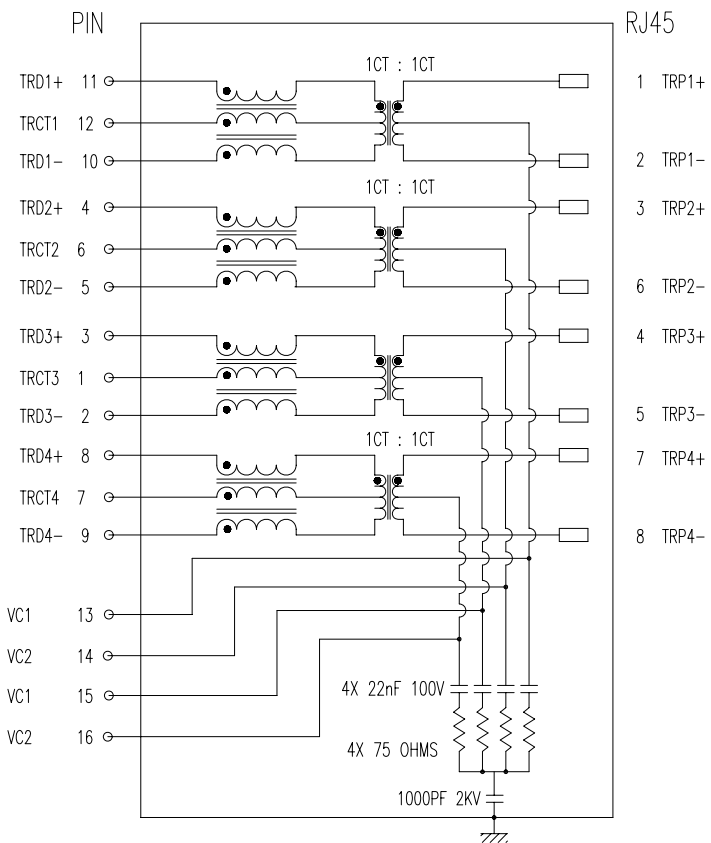 PIN RJ45
1CT : 1CT
TRD1+ 11 1 TRP1+
TRCT1 12
TRD1- 10 2 TRP1-
1CT : 1CT
TRD2+ 4 3 TRP2+
TRCT2 6
TRD2- 5 6 TRP2-
TRD3+ 3 4 TRP3+
TRCT3 1
TRD3- 2 5 TRP3-
1CT : 1CT
TRD4+ 8 7 TRP4+
TRCT4 7
TRD4- 9 8 TRP4-
VC1 13
VC2 14
VC1 15
4X 22nF 100V
VC2 16
4X 75 OHMS
1000PF 2KV